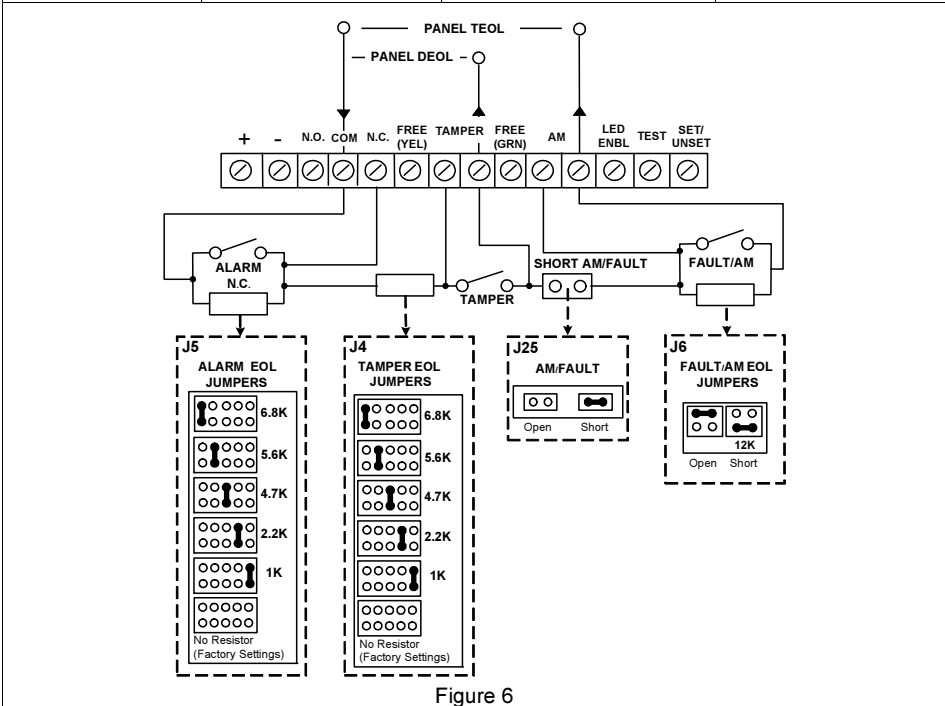 PANEL TEOL
PANEL DEOL
+ - N.O. COM N.C. FREE (YEL) TAMPER FREE (GRN) AM LED ENBL TEST SET/ UNSET
ALARM
N.C.
TAMPER
SHORT AM/FAULT
FAULT/AM
J5
ALARM EOL
JUMPERS
6.8K
5.6K
4.7K
2.2K
1K
No Resistor
(Factory Settings)
J4
TAMPER EOL
JUMPERS
6.8K
5.6K
4.7K
2.2K
1K
No Resistor
(Factory Settings)
J25
AM/FAULT
Open Short
J6
FAULT/AM EOL
JUMPERS
12K
Open Short
Figure 6